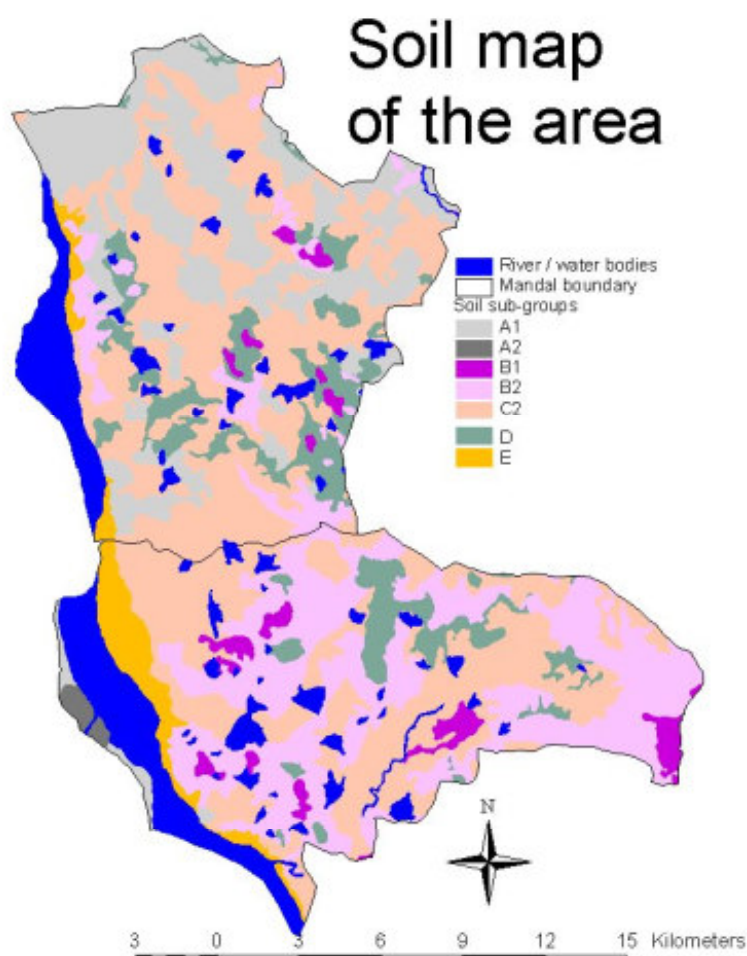 Soil map
of the area
River / water bodies
Mandal boundary
Soil sub-groups
A1
A2
B1
B2
C2
D
E
N
3 0 3 6 9 12 15 Kilometers